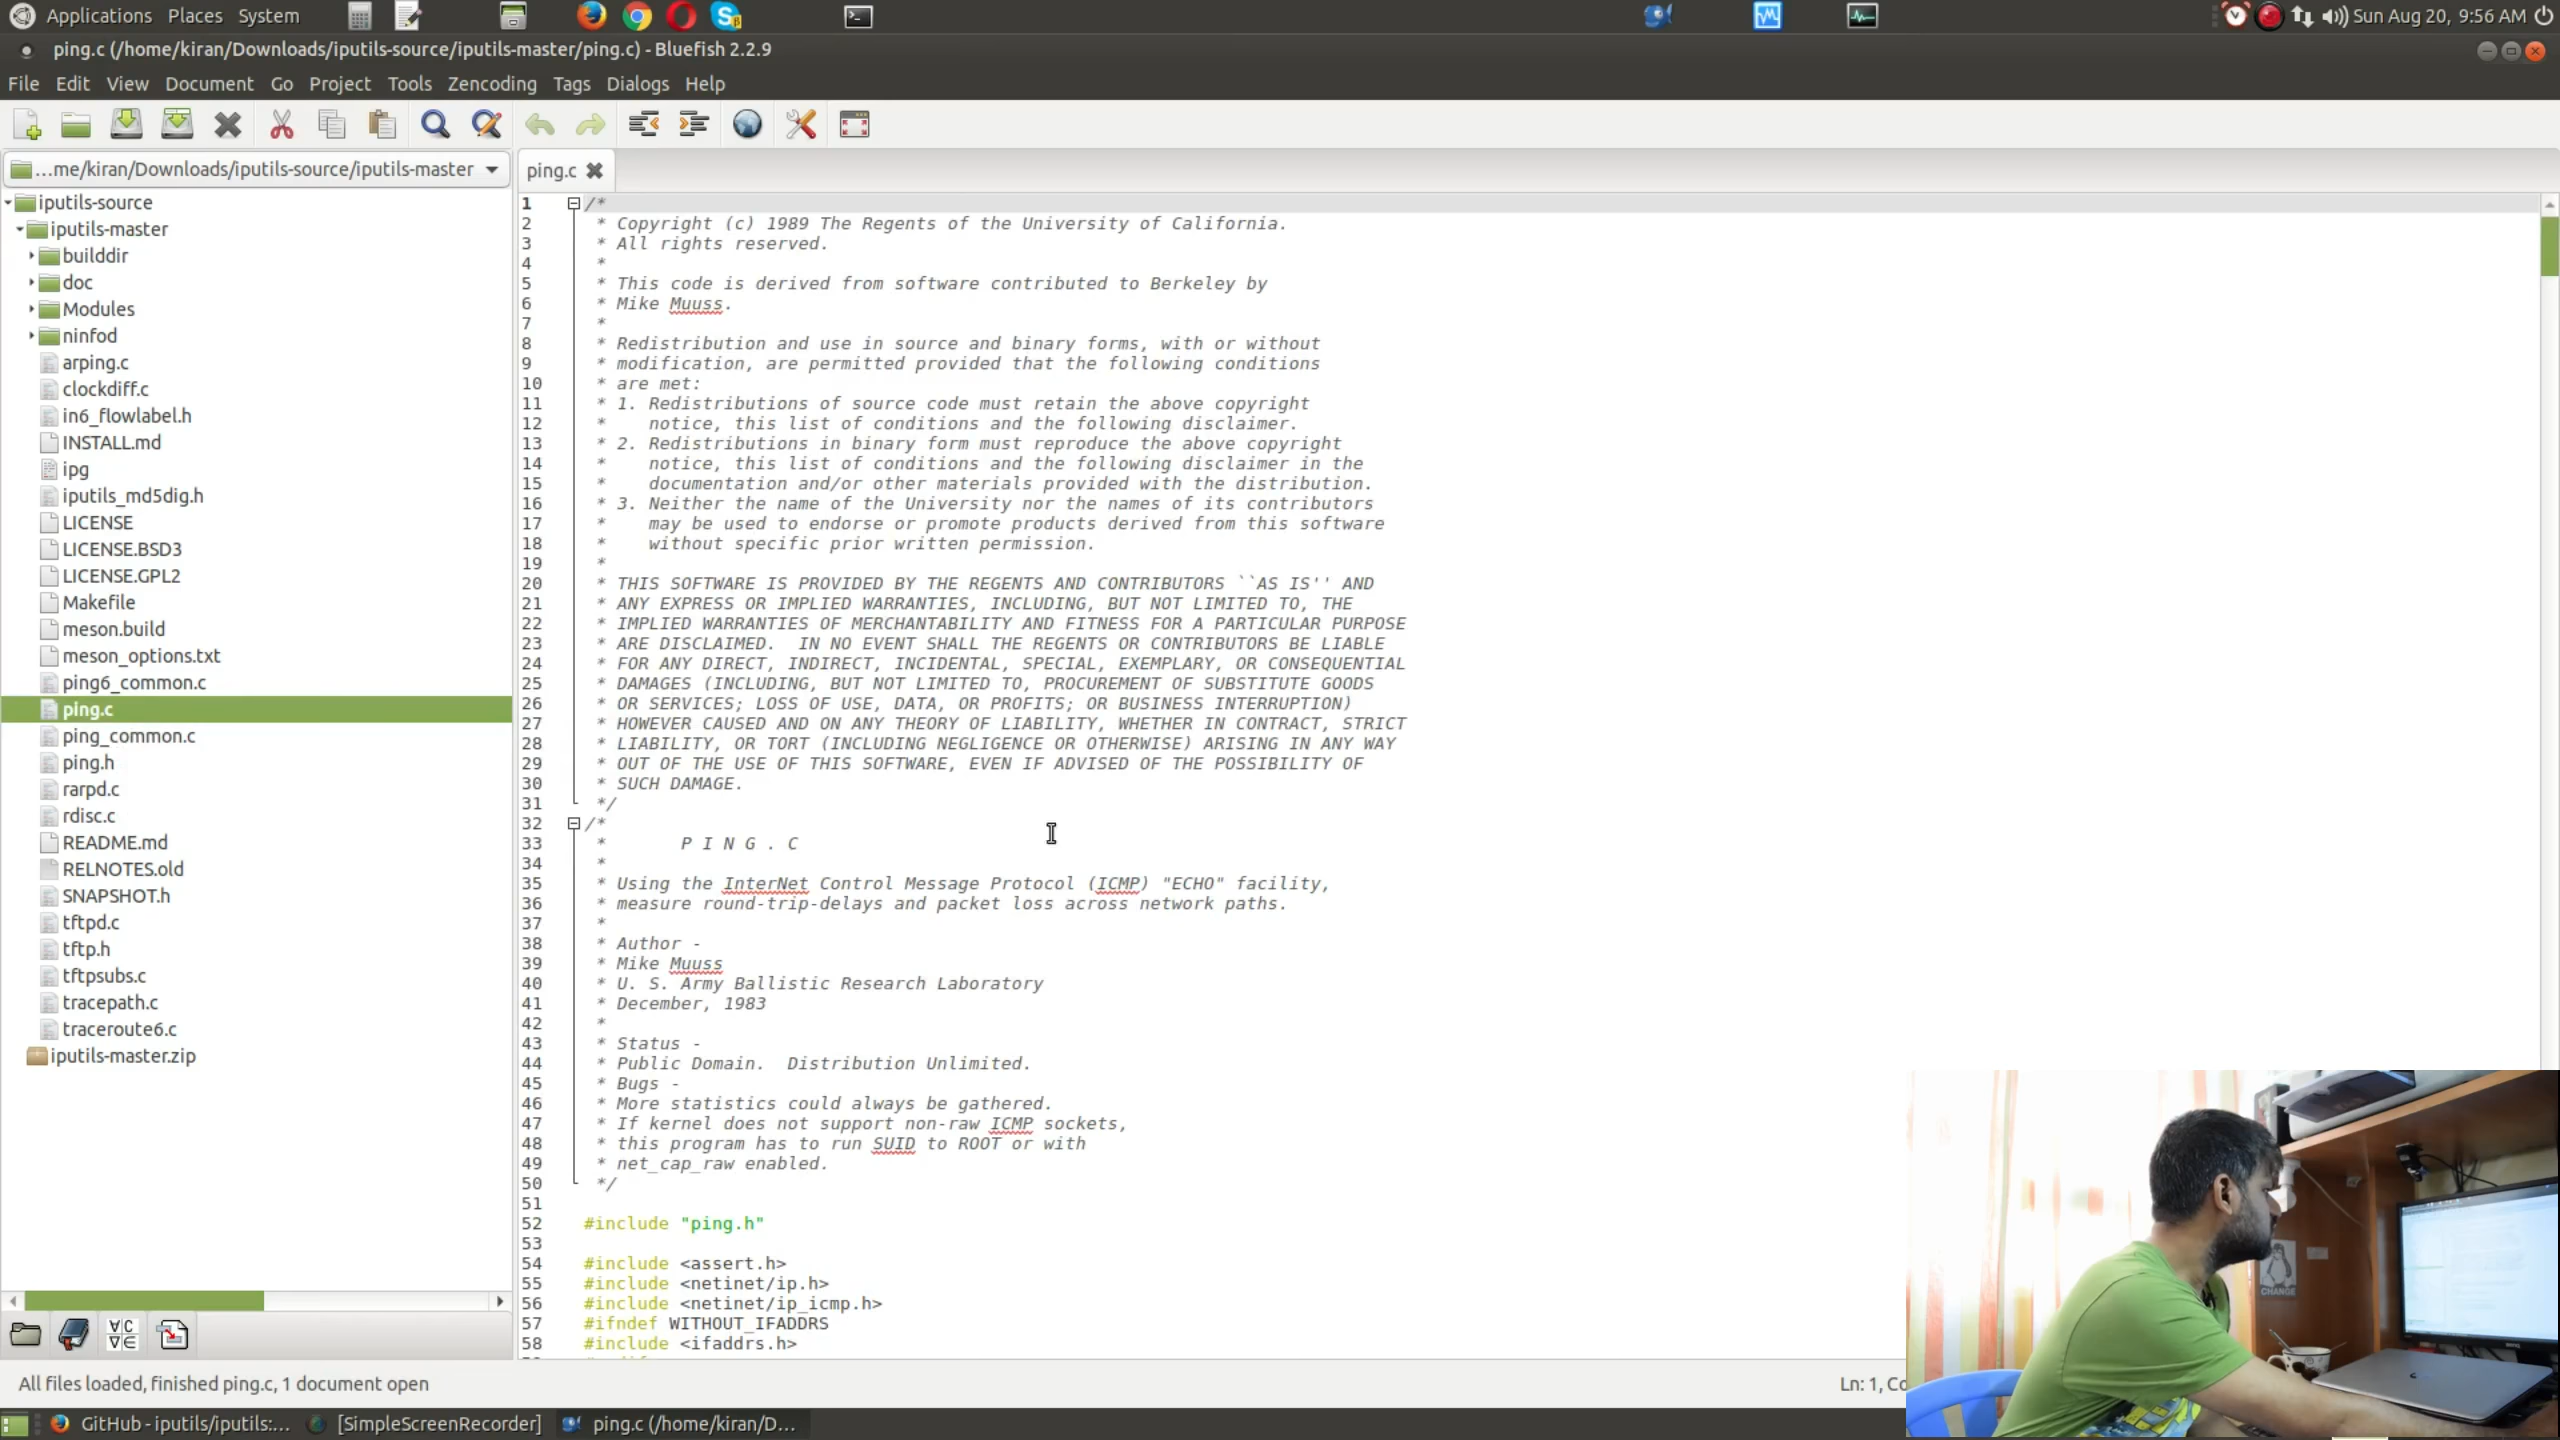 Applications Places System
Sun Aug 20, 9:56 AM
ping.c (/home/kiran/Downloads/iputils-source/iputils-master/ping.c) - Bluefish 2.2.9
File Edit View Document Go Project Tools Zencoding Tags Dialogs Help
...me/kiran/Downloads/iputils-source/iputils-master
iputils-source
iputils-master
builddir
doc
Modules
ninfod
arping.c
clockdiff.c
in6_flowlabel.h
INSTALL.md
ipg
iputils_md5dig.h
LICENSE
LICENSE.BSD3
LICENSE.GPL2
Makefile
meson.build
meson_options.txt
ping6_common.c
ping.c
ping_common.c
ping.h
rarpd.c
rdisc.c
README.md
RELNOTES.old
SNAPSHOT.h
tftpd.c
tftp.h
tftpsubs.c
tracepath.c
traceroute6.c
iputils-master.zip
ping.c
1 /*
2 * Copyright (c) 1989 The Regents of the University of California.
3 * All rights reserved.
4 *
5 * This code is derived from software contributed to Berkeley by
6 * Mike Muuss.
7 *
8 * Redistribution and use in source and binary forms, with or without
9 * modification, are permitted provided that the following conditions
10 * are met:
11 * 1. Redistributions of source code must retain the above copyright
12 *    notice, this list of conditions and the following disclaimer.
13 * 2. Redistributions in binary form must reproduce the above copyright
14 *    notice, this list of conditions and the following disclaimer in the
15 *    documentation and/or other materials provided with the distribution.
16 * 3. Neither the name of the University nor the names of its contributors
17 *    may be used to endorse or promote products derived from this software
18 *    without specific prior written permission.
19 *
20 * THIS SOFTWARE IS PROVIDED BY THE REGENTS AND CONTRIBUTORS ``AS IS'' AND
21 * ANY EXPRESS OR IMPLIED WARRANTIES, INCLUDING, BUT NOT LIMITED TO, THE
22 * IMPLIED WARRANTIES OF MERCHANTABILITY AND FITNESS FOR A PARTICULAR PURPOSE
23 * ARE DISCLAIMED.  IN NO EVENT SHALL THE REGENTS OR CONTRIBUTORS BE LIABLE
24 * FOR ANY DIRECT, INDIRECT, INCIDENTAL, SPECIAL, EXEMPLARY, OR CONSEQUENTIAL
25 * DAMAGES (INCLUDING, BUT NOT LIMITED TO, PROCUREMENT OF SUBSTITUTE GOODS
26 * OR SERVICES; LOSS OF USE, DATA, OR PROFITS; OR BUSINESS INTERRUPTION)
27 * HOWEVER CAUSED AND ON ANY THEORY OF LIABILITY, WHETHER IN CONTRACT, STRICT
28 * LIABILITY, OR TORT (INCLUDING NEGLIGENCE OR OTHERWISE) ARISING IN ANY WAY
29 * OUT OF THE USE OF THIS SOFTWARE, EVEN IF ADVISED OF THE POSSIBILITY OF
30 * SUCH DAMAGE.
31 */
32 /*
33 *       P I N G . C
34 *
35 * Using the InterNet Control Message Protocol (ICMP) "ECHO" facility,
36 * measure round-trip-delays and packet loss across network paths.
37 *
38 * Author -
39 * Mike Muuss
40 * U. S. Army Ballistic Research Laboratory
41 * December, 1983
42 *
43 * Status -
44 * Public Domain.  Distribution Unlimited.
45 * Bugs -
46 * More statistics could always be gathered.
47 * If kernel does not support non-raw ICMP sockets,
48 * this program has to run SUID to ROOT or with
49 * net_cap_raw enabled.
50 */
51
52 #include "ping.h"
53
54 #include <assert.h>
55 #include <netinet/ip.h>
56 #include <netinet/ip_icmp.h>
57 #ifndef WITHOUT_IFADDRS
58 #include <ifaddrs.h>
CHANGE
All files loaded, finished ping.c, 1 document open
Ln: 1, Co
GitHub - iputils/iputils:... [SimpleScreenRecorder] ping.c (/home/kiran/D...